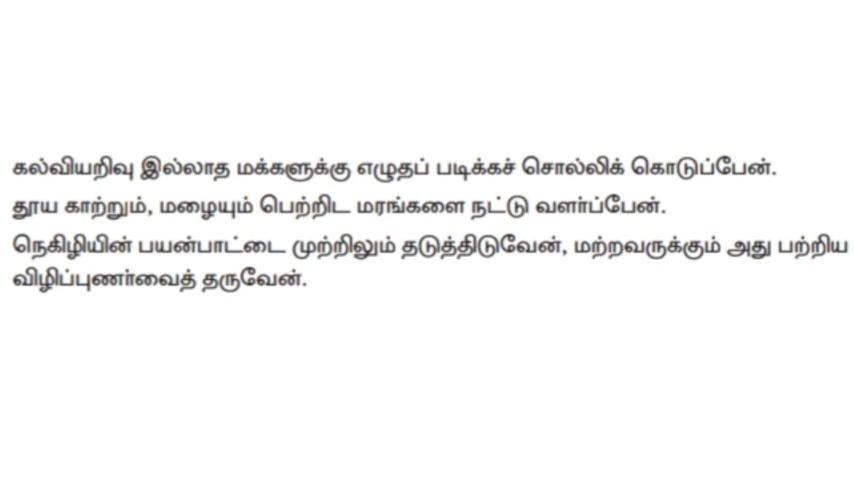 கல்வியறிவு இல்லாத மக்களுக்கு எழுதப் படிக்கச் சொல்லிக் கொடுப்பேன்.
தூய காற்றும், மழையும் பெற்றிட மரங்களை நட்டு வளர்ப்பேன்.
நெகிழியின் பயன்பாட்டை முற்றிலும் தடுத்திடுவேன், மற்றவருக்கும் அது பற்றிய
விழிப்புணர்வைத் தருவேன்.